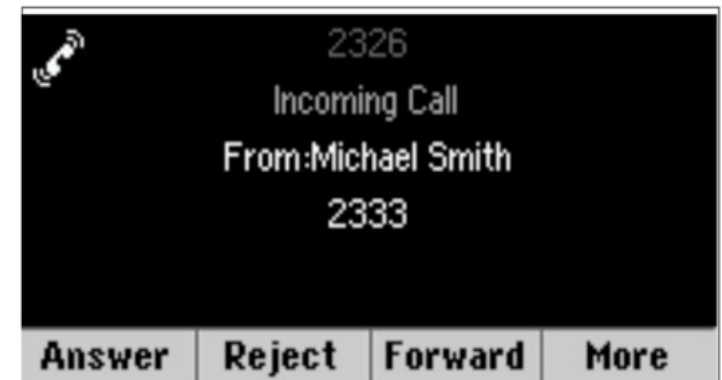 2326
Incoming Call
From:Michael Smith
2333
Answer Reject Forward More